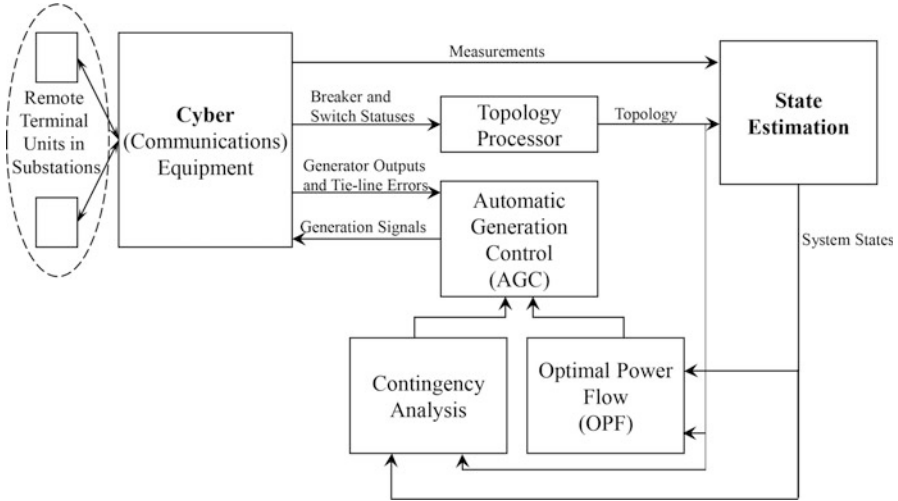 Remote
Terminal
Units in
Substations
Cyber
(Communications)
Equipment
Measurements
Breaker and
Switch Statuses
Topology
Processor
Topology
State
Estimation
Generator Outputs
and Tie-line Errors
Generation Signals
Automatic
Generation
Control
(AGC)
System States
Contingency
Analysis
Optimal Power
Flow
(OPF)